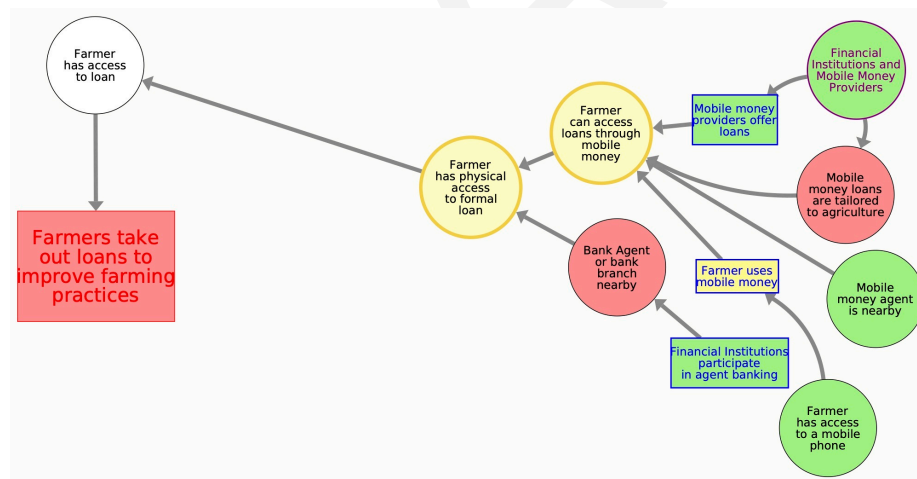 Farmer
has access
to loan
Farmers take
out loans to
improve farming
practices
Farmer
has physical
access
to formal
loan
Farmer
can access
loans through
mobile
money
Bank Agent
or bank
branch
nearby
Mobile money
providers offer
loans
Farmer uses
mobile money
Financial Institutions
participate
in agent banking
Financial
Institutions and
Mobile Money
Providers
Mobile
money loans
are tailored
to agriculture
Mobile
money agent
is nearby
Farmer
has access
to a mobile
phone